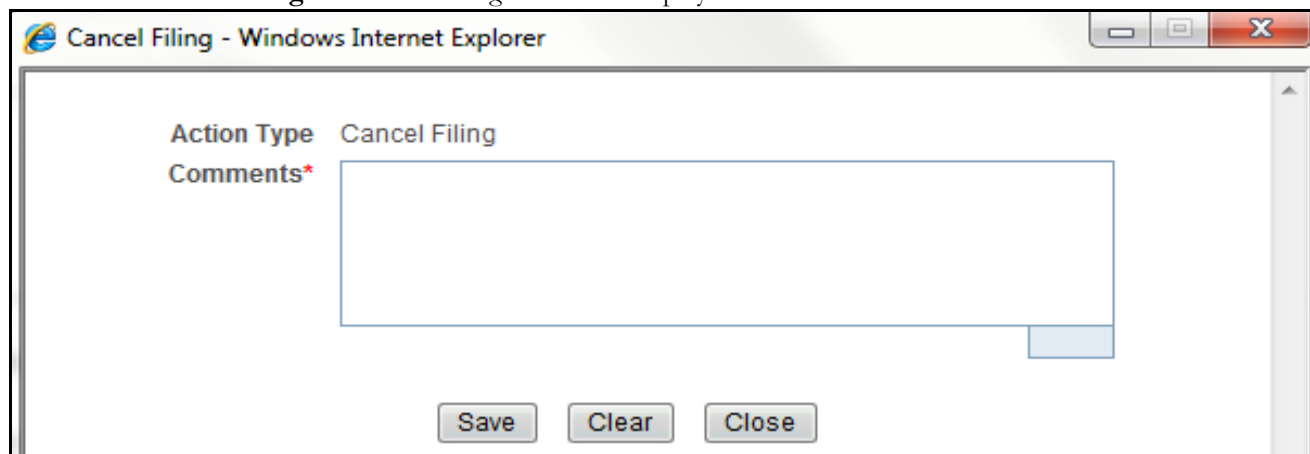 Cancel Filing - Windows Internet Explorer
Action Type Cancel Filing
Comments*
Save Clear Close